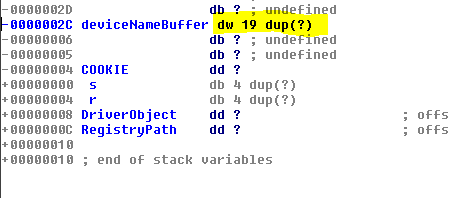 -0000002D db ? ; undefined
-0000002C deviceNameBuffer dw 19 dup(?)
-00000006 db ? ; undefined
-00000005 db ? ; undefined
-00000004 COOKIE dd ?
+00000000 s db 4 dup(?)
+00000004 r db 4 dup(?)
+00000008 DriverObject dd ? ; offs
+0000000C RegistryPath dd ? ; offs
+00000010
+00000010 ; end of stack variables